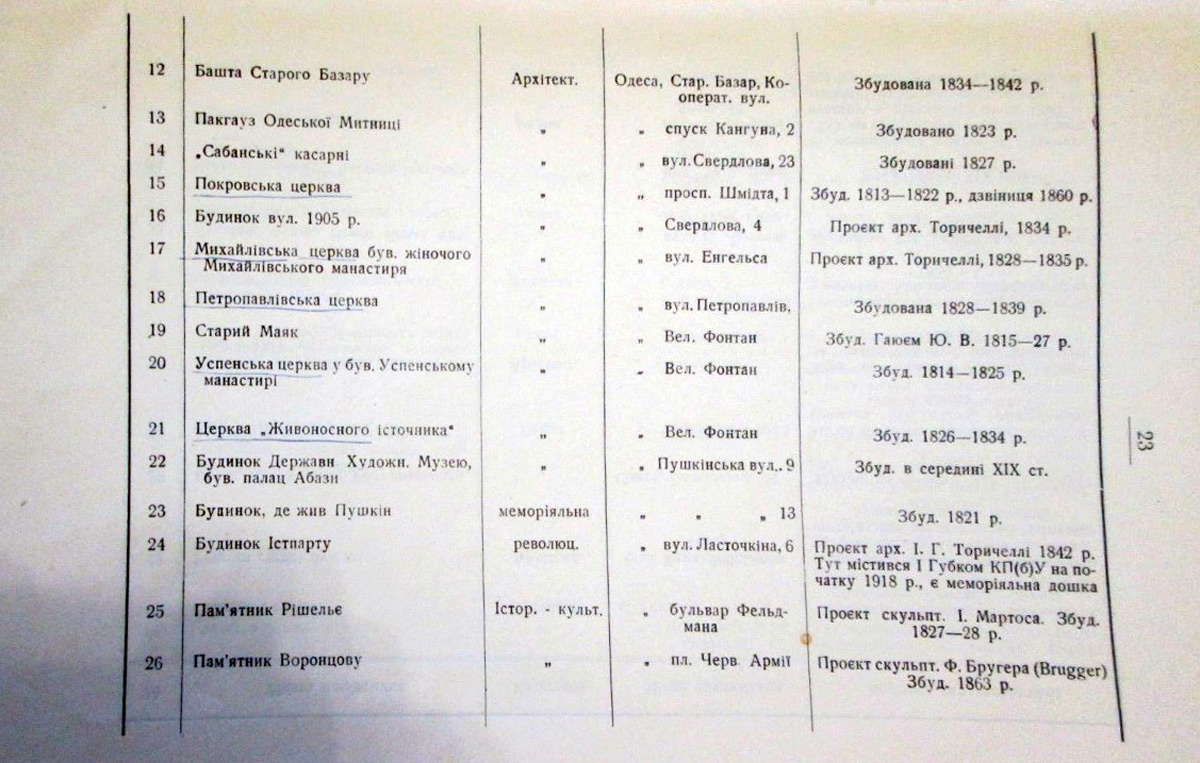 12 Башта Старого Базару Архітект. Одеса, Стар. Базар, Ко- Збудована 1834—1842 р.
операт. вул.
13 Пакгауз Одеської Митниці „ „ спуск Кангуна, 2 Збудовано 1823 р.
14 „Сабанські“ касарні „ „ вул. Свердлова, 23 Збудовані 1827 р.
15 Покровська церква „ „ просп. Шмідта, 1 Збуд. 1813—1822 р., дзвіниця 1860 р.
16 Будинок вул. 1905 р. „ „ Свердлова, 4 Проєкт арх. Торичеллі, 1834 р.
17 Михайлівська церква був. жіночого „ „ вул. Енгельса Проєкт арх. Торичеллі, 1828—1835 р.
Михайлівського манастиря
18 Петропавлівська церква „ „ вул. Петропавлів. Збудована 1828—1839 р.
19 Старий Маяк „ „ Вел. Фонтан Збуд. Гаюєм Ю. В. 1815—27 р.
20 Успенська церква у був. Успенському „ „ Вел. Фонтан Збуд. 1814—1825 р.
манастирі
21 Церква „Живоносного істочника“ „ „ Вел. Фонтан Збуд. 1826—1834 р.
22 Будинок Державн Художн. Музею, „ „ Пушкінська вул.. 9 Збуд. в середині XIX ст.
був. палац Абази
23 Будинок, де жив Пушкін меморіяльна „ „ „ 13 Збуд. 1821 р.
24 Будинок Істпарту революц. „ вул. Ласточкіна, 6 Проєкт арх. І. Г. Торичеллі 1842 р.
Тут містився І Губком КП(б)У на по-
чатку 1918 р., є меморіяльна дошка
25 Пам'ятник Рішельє Істор. - культ. „ бульвар Фельд- Проєкт скульпт. І. Мартоса. Збуд.
мана 1827—28 р.
26 Пам'ятник Воронцову „ „ пл. Черв. Армії Проєкт скульпт. Ф. Бругера (Brugger)
Збуд. 1863 р.
23